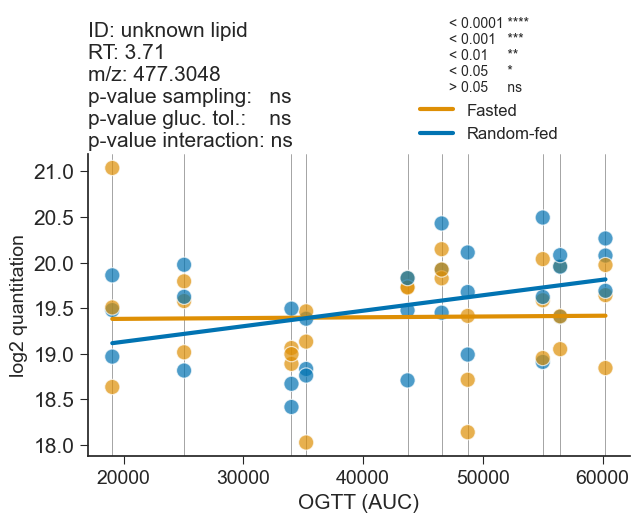 ID: unknown lipid
RT: 3.71
m/z: 477.3048
p-value sampling: ns
p-value gluc. tol.: ns
p-value interaction: ns
< 0.0001 ****
< 0.001 ***
< 0.01 **
< 0.05 *
> 0.05 ns
Fasted
Random-fed
log2 quantitation
21.0
20.5
20.0
19.5
19.0
18.5
18.0
20000 30000 40000 50000 60000
OGTT (AUC)